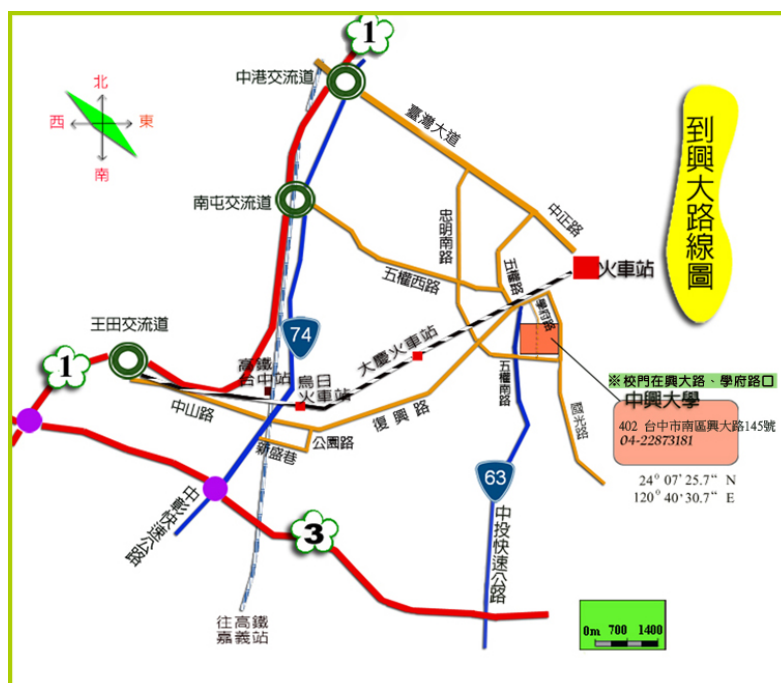 1
中港交流道
北
西
東
南
臺灣大道
到興大路線圖
南屯交流道
忠明南路
中正路
五權西路
五權路
火車站
學府路
王田交流道
74
大慶火車站
1
高鐵
台中站
烏日
火車站
※校門在興大路、學府路口
中興大學
五權南路
402 台中市南區興大路145號
04-22873181
中山路
復興路
公園路
新盛巷
國光路
24° 07' 25.7" N
120° 40' 30.7" E
63
中彰快速公路
3
中投快速公路
往高鐵
嘉義站
0m 700 1400